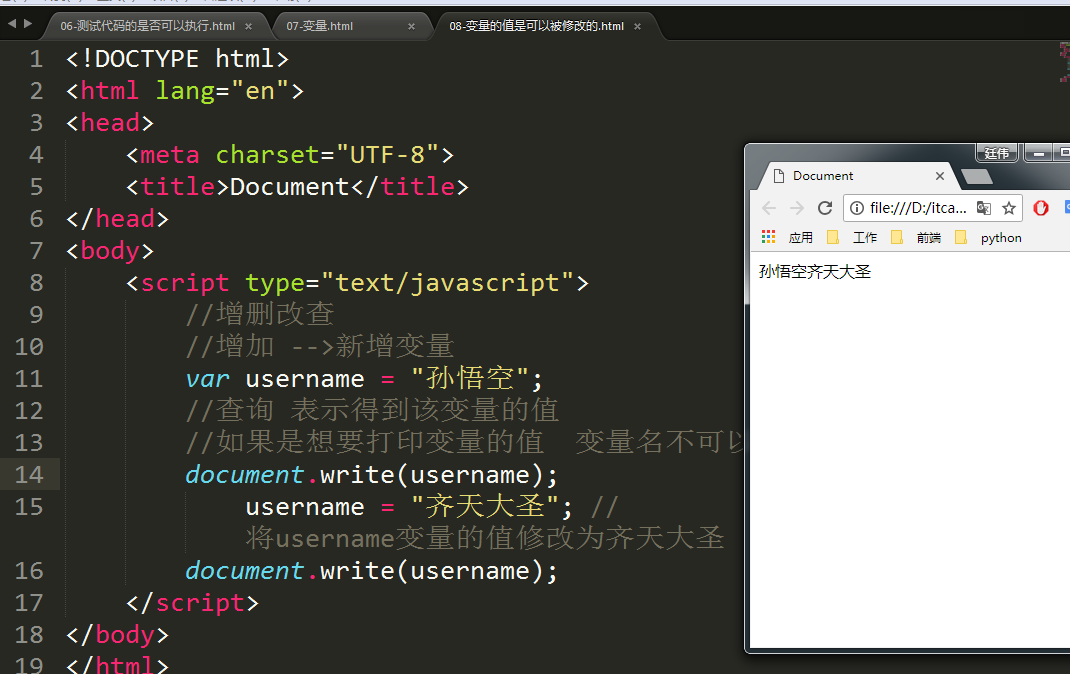 06-测试代码的是否可以执行.html × 07-变量.html × 08-变量的值是可以被修改的.html ×
1 <!DOCTYPE html>
2 <html lang="en">
3 <head>
4 <meta charset="UTF-8">
5 <title>Document</title>
6 </head>
7 <body>
8 <script type="text/javascript">
9 //增删改查
10 //增加 -->新增变量
11 var username = "孙悟空";
12 //查询 表示得到该变量的值
13 //如果是想要打印变量的值 变量名不可以
14 document.write(username);
15 username = "齐天大圣"; //
将username变量的值修改为齐天大圣
16 document.write(username);
17 </script>
18 </body>
19 </html>
廷伟
Document
file:///D:/itca...
应用 工作 前端 python
孙悟空齐天大圣